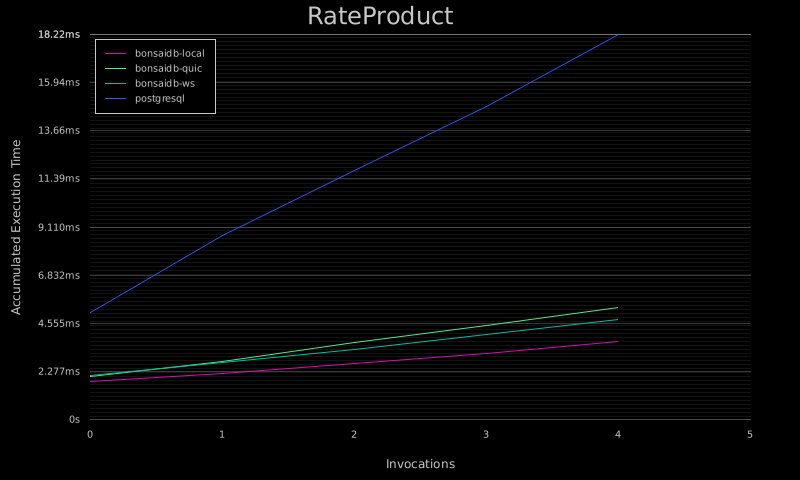 RateProduct
18.22ms
bonsaidb-local
bonsaidb-quic
bonsaidb-ws
postgresql
15.94ms
13.66ms
11.39ms
9.110ms
6.832ms
4.555ms
2.277ms
0s
Accumulated Execution Time
0 1 2 3 4 5
Invocations